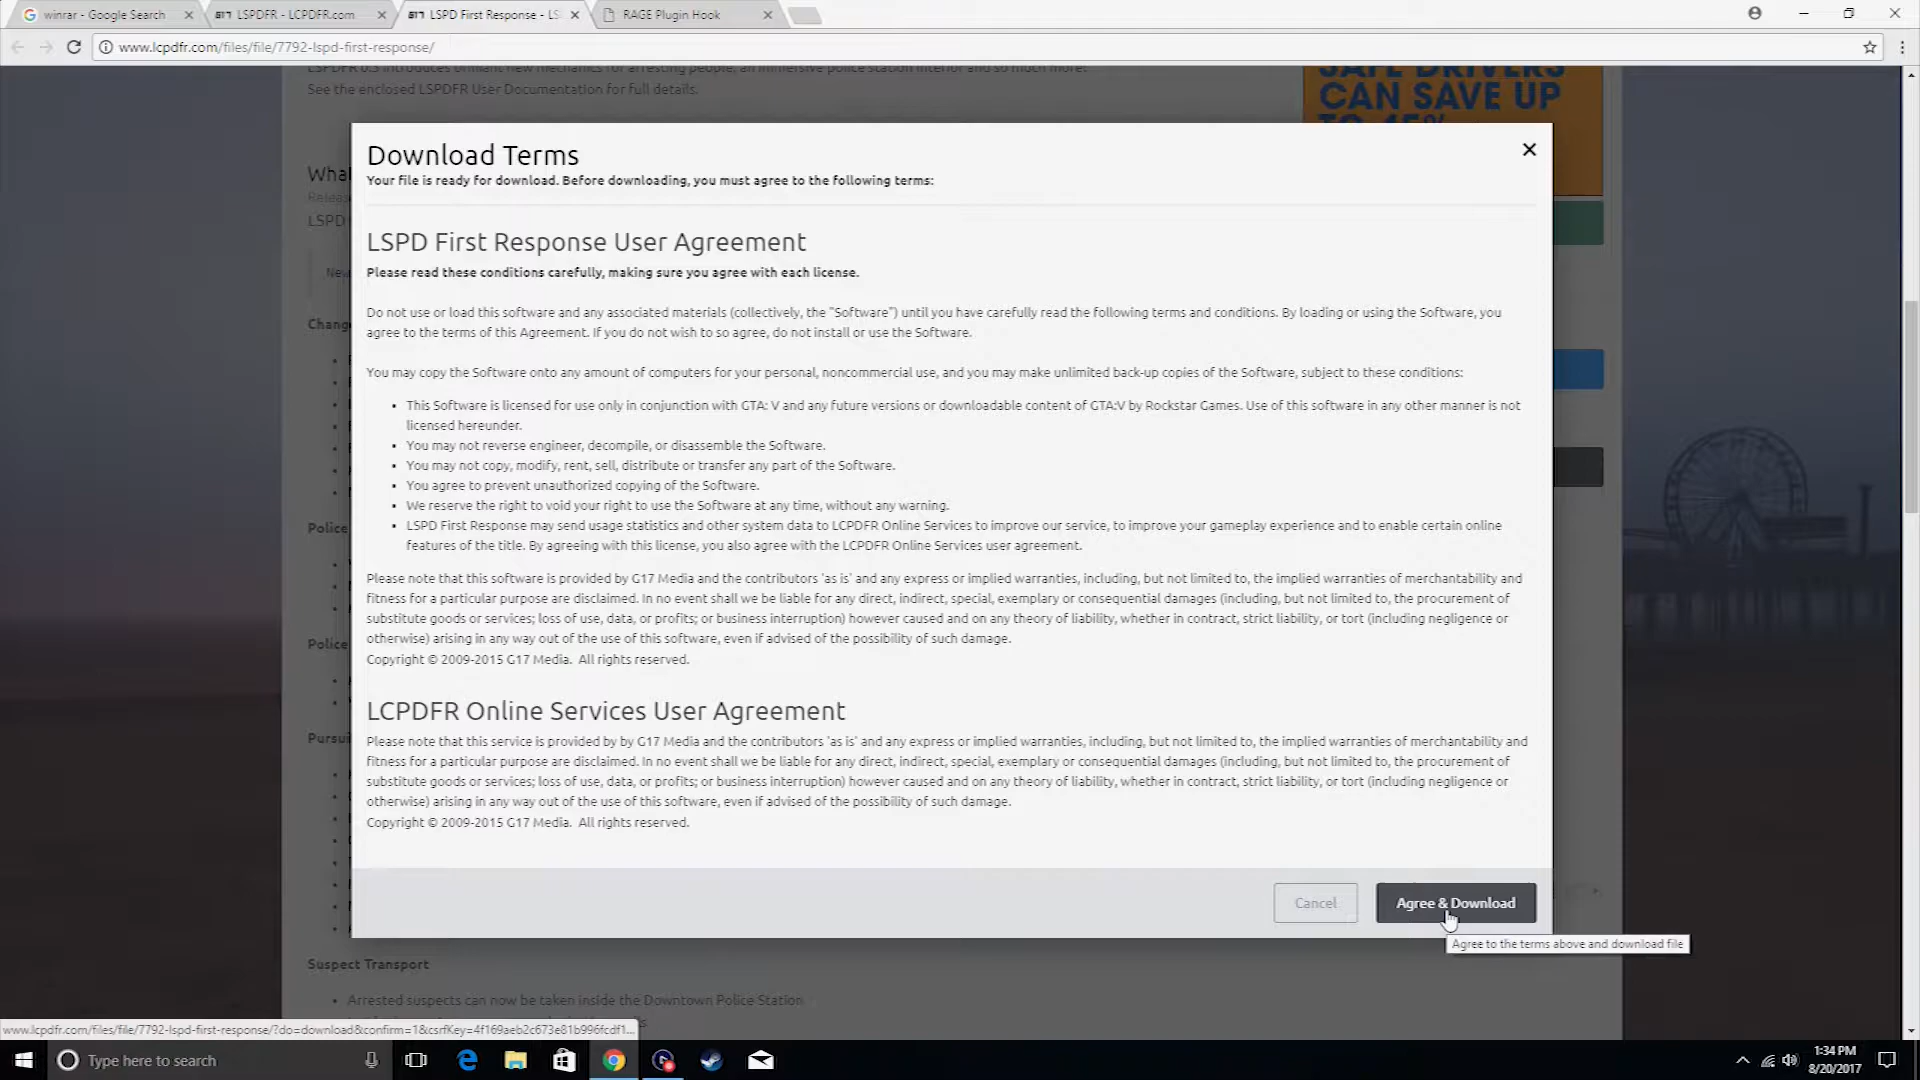 winrar - Google Search
LSPDFR - LCPDFR.com
LSPD First Response - LS
RAGE Plugin Hook
www.lcpdfr.com/files/file/7792-lspd-first-response/
See the enclosed LSPDFR User Documentation for full details.
SAFE DRIVERS
CAN SAVE UP
TO 45%
Download Terms
Your file is ready for download. Before downloading, you must agree to the following terms:
LSPD First Response User Agreement
Please read these conditions carefully, making sure you agree with each license.
Do not use or load this software and any associated materials (collectively, the "Software") until you have carefully read the following terms and conditions. By loading or using the Software, you
agree to the terms of this Agreement. If you do not wish to so agree, do not install or use the Software.
You may copy the Software onto any amount of computers for your personal, noncommercial use, and you may make unlimited back-up copies of the Software, subject to these conditions:
• This Software is licensed for use only in conjunction with GTA: V and any future versions or downloadable content of GTA:V by Rockstar Games. Use of this software in any other manner is not
licensed hereunder.
• You may not reverse engineer, decompile, or disassemble the Software.
• You may not copy, modify, rent, sell, distribute or transfer any part of the Software.
• You agree to prevent unauthorized copying of the Software.
• We reserve the right to void your right to use the Software at any time, without any warning.
• LSPD First Response may send usage statistics and other system data to LCPDFR Online Services to improve our service, to improve your gameplay experience and to enable certain online
features of the title. By agreeing with this license, you also agree with the LCPDFR Online Services user agreement.
Please note that this software is provided by G17 Media and the contributors 'as is' and any express or implied warranties, including, but not limited to, the implied warranties of merchantability and
fitness for a particular purpose are disclaimed. In no event shall we be liable for any direct, indirect, special, exemplary or consequential damages (including, but not limited to, the procurement of
substitute goods or services; loss of use, data, or profits; or business interruption) however caused and on any theory of liability, whether in contract, strict liability, or tort (including negligence or
otherwise) arising in any way out of the use of this software, even if advised of the possibility of such damage.
Copyright © 2009-2015 G17 Media. All rights reserved.
LCPDFR Online Services User Agreement
Please note that this service is provided by by G17 Media and the contributors 'as is' and any express or implied warranties, including, but not limited to, the implied warranties of merchantability and
fitness for a particular purpose are disclaimed. In no event shall we be liable for any direct, indirect, special, exemplary or consequential damages (including, but not limited to, the procurement of
substitute goods or services; loss of use, data, or profits; or business interruption) however caused and on any theory of liability, whether in contract, strict liability, or tort (including negligence or
otherwise) arising in any way out of the use of this software, even if advised of the possibility of such damage.
Copyright © 2009-2015 G17 Media. All rights reserved.
Cancel
Agree & Download
Agree to the terms above and download file
Police
Police
Suspect Transport
• Arrested suspects can now be taken inside the Downtown Police Station
www.lcpdfr.com/files/file/7792-lspd-first-response/?do=download&confirm=1&csrfKey=4f169aeb2c673e81b996fcdf1...
Type here to search
1:34 PM
8/20/2017